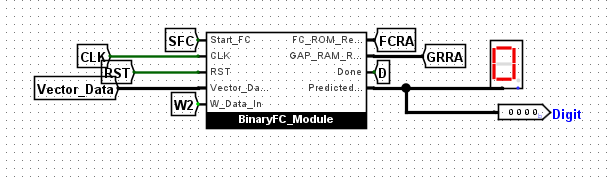 SFC
Start_FC
FC_ROM_Re...
FCRA
CLK
CLK
GAP_RAM_R...
GRRA
RST
RST
Done
D
Vector_Data
Vector_Da...
Predicted...
0
W2
W_Data_In
0000
Digit
BinaryFC_Module